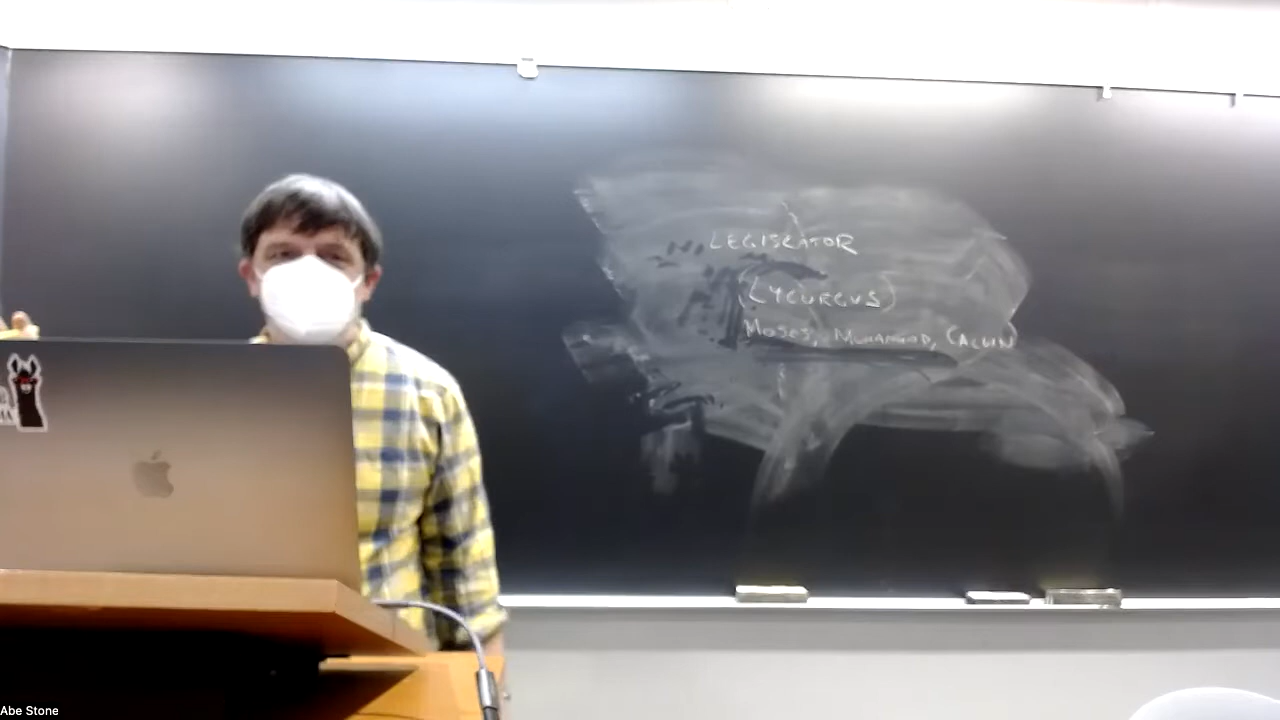 LEGISLATOR
(LYCURGUS)
MOSES, MUHAMMAD, CALVIN
Abe Stone